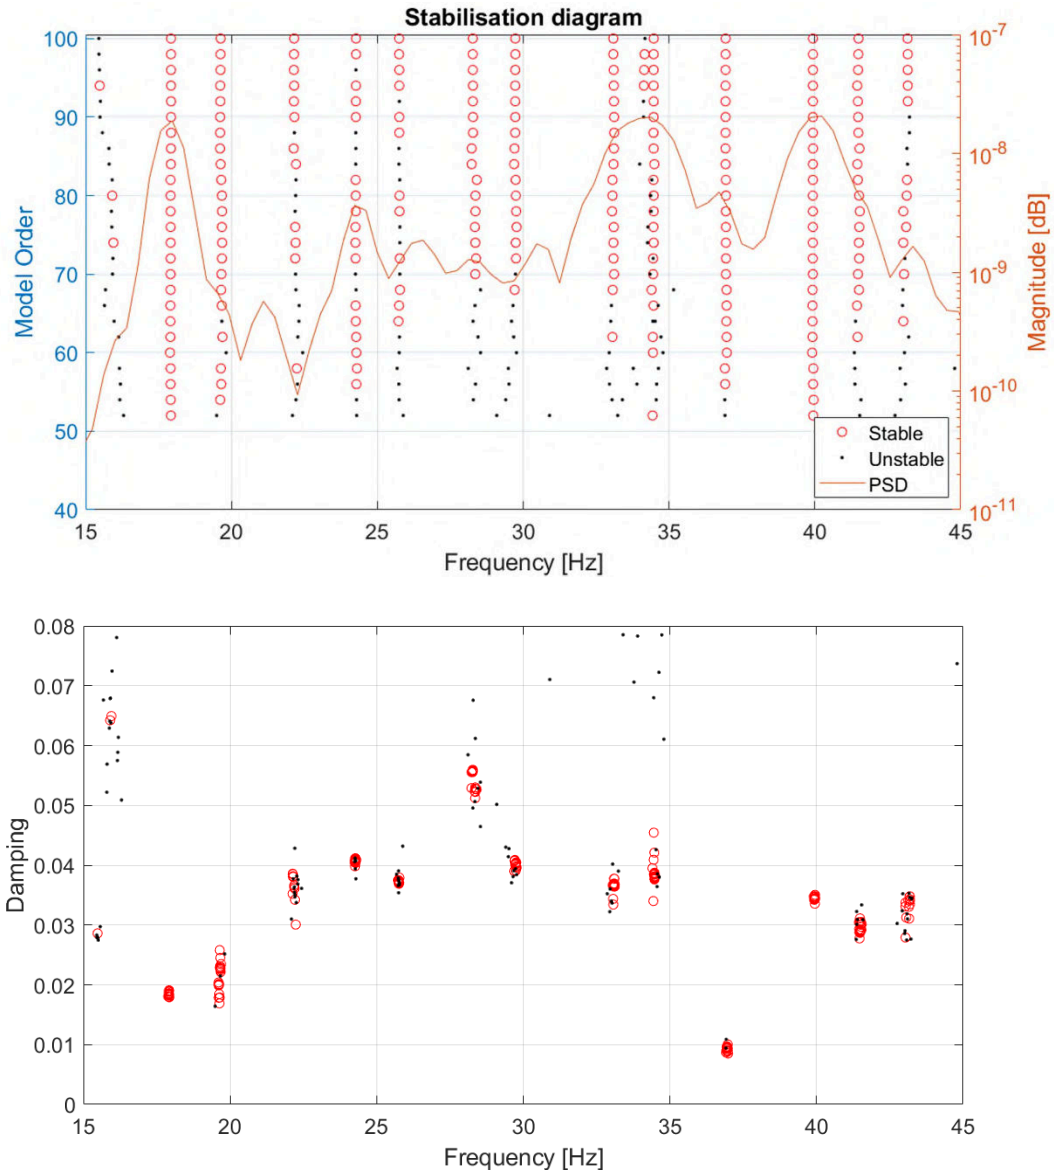 Stabilisation diagram
100
90
80
70
60
50
40
Model Order
10-7
10-8
10-9
10-10
10-11
Magnitude [dB]
Stable
Unstable
PSD
15 20 25 30 35 40 45
Frequency [Hz]
0.08
0.07
0.06
0.05
0.04
0.03
0.02
0.01
0
Damping
15 20 25 30 35 40 45
Frequency [Hz]